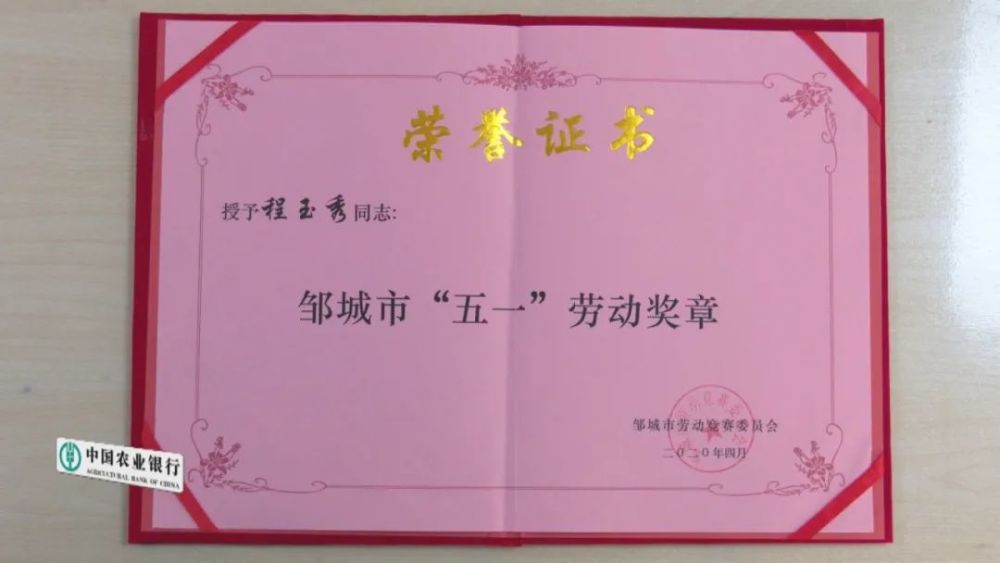 荣誉证书
授予程玉秀同志:
邹城市“五一”劳动奖章
邹城市劳动竞赛委员会
二〇二〇年四月
中国农业银行
AGRICULTURAL BANK OF CHINA